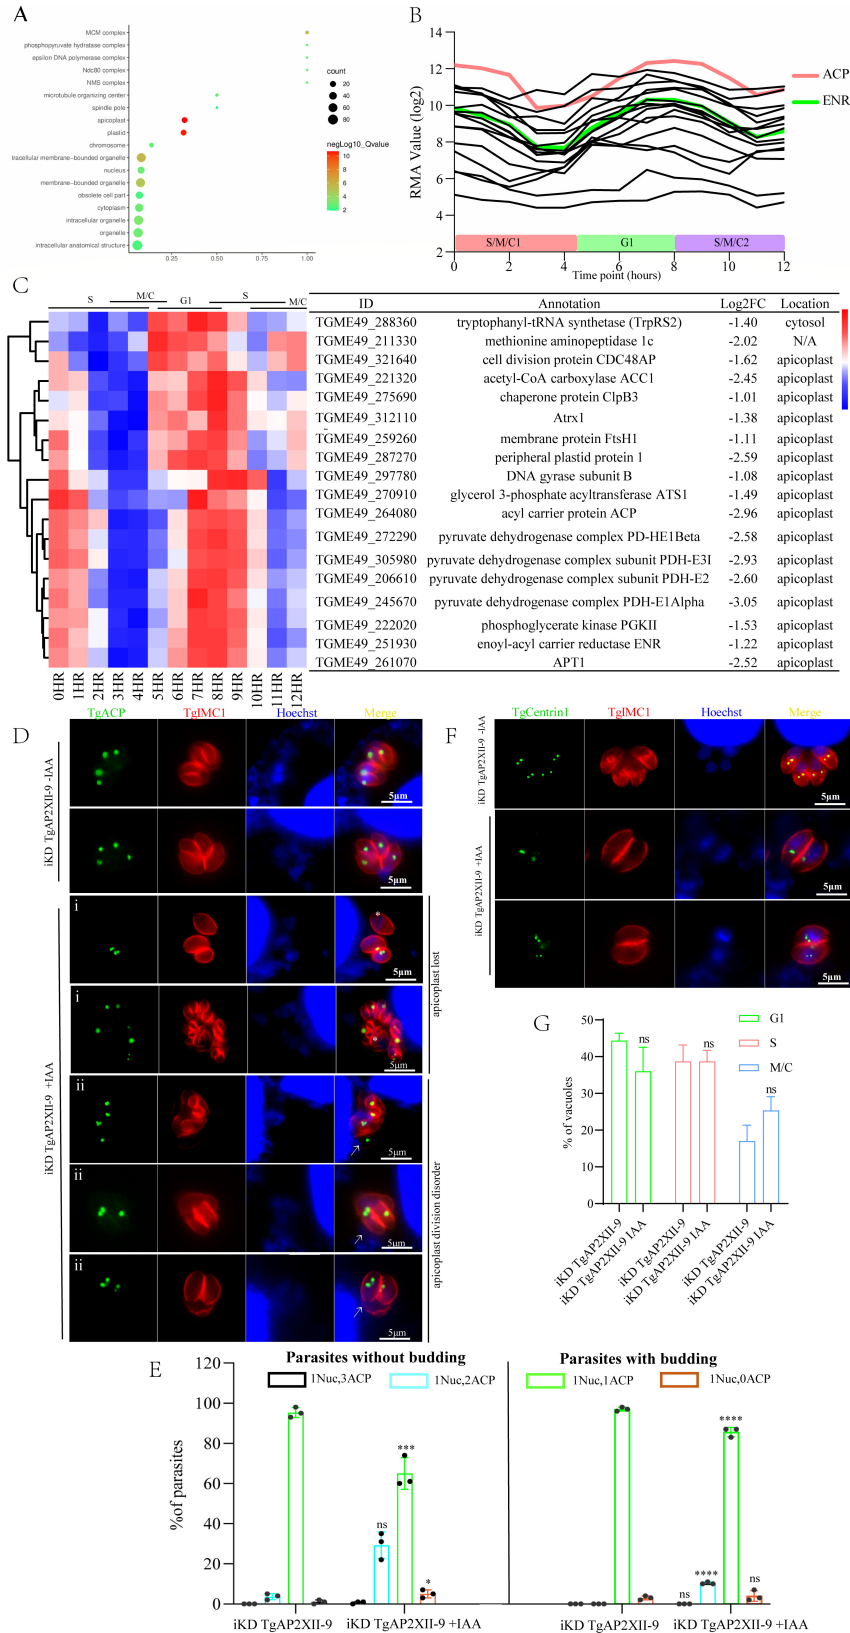 A
MCM complex
phosphopyruvate hydratase complex
epsilon DNA polymerase complex
Ndc80 complex
NMS complex
microtubule organizing center
spindle pole
apicoplast
plastid
chromosome
tracellular membrane-bounded organelle
nucleus
membrane-bounded organelle
obsolete cell part
cytoplasm
intracellular organelle
organelle
intracellular anatomical structure
0.25 0.50 0.75 1.00
count
20
40
60
80
negLog10_Qvalue
10
8
6
4
2
B
RMA Value (log2)
14
12
10
8
6
4
2
S/M/C1 G1 S/M/C2
0 2 4 6 8 10 12
Time point (hours)
ACP
ENR
C
S M/C G1 S M/C
0HR 1HR 2HR 3HR 4HR 5HR 6HR 7HR 8HR 9HR 10HR 11HR 12HR
ID Annotation Log2FC Location
TGME49_288360 tryptophanyl-tRNA synthetase (TrpRS2) -1.40 cytosol
TGME49_211330 methionine aminopeptidase 1c -2.02 N/A
TGME49_321640 cell division protein CDC48AP -1.62 apicoplast
TGME49_221320 acetyl-CoA carboxylase ACC1 -2.45 apicoplast
TGME49_275690 chaperone protein ClpB3 -1.01 apicoplast
TGME49_312110 Atrx1 -1.38 apicoplast
TGME49_259260 membrane protein FtsH1 -1.11 apicoplast
TGME49_287270 peripheral plastid protein 1 -2.59 apicoplast
TGME49_297780 DNA gyrase subunit B -1.08 apicoplast
TGME49_270910 glycerol 3-phosphate acyltransferase ATS1 -1.49 apicoplast
TGME49_264080 acyl carrier protein ACP -2.96 apicoplast
TGME49_272290 pyruvate dehydrogenase complex PD-HE1Beta -2.58 apicoplast
TGME49_305980 pyruvate dehydrogenase complex subunit PDH-E3I -2.93 apicoplast
TGME49_206610 pyruvate dehydrogenase complex subunit PDH-E2 -2.60 apicoplast
TGME49_245670 pyruvate dehydrogenase complex PDH-E1Alpha -3.05 apicoplast
TGME49_222020 phosphoglycerate kinase PGKII -1.53 apicoplast
TGME49_251930 enoyl-acyl carrier reductase ENR -1.22 apicoplast
TGME49_261070 APT1 -2.52 apicoplast
D
TgACP TgIMC1 Hoechst Merge
iKD TgAP2XII-9 -IAA
5μm
5μm
iKD TgAP2XII-9 +IAA
i * 5μm
i * 5μm
ii 5μm
ii 5μm
ii 5μm
apicoplast lost
apicoplast division disorder
F
TgCentrin1 TgIMC1 Hoechst Merge
iKD TgAP2XII-9 -IAA
5μm
iKD TgAP2XII-9 +IAA
5μm
5μm
G
% of vacuoles
50
40
30
20
10
0
G1
S
M/C
ns ns ns
iKD TgAP2XII-9
iKD TgAP2XII-9 IAA
iKD TgAP2XII-9
iKD TgAP2XII-9 IAA
iKD TgAP2XII-9
iKD TgAP2XII-9 IAA
E
Parasites without budding Parasites with budding
1Nuc,3ACP 1Nuc,2ACP 1Nuc,1ACP 1Nuc,0ACP
%of parasites
120
100
80
60
40
20
0
ns *** *
ns **** **** ns
iKD TgAP2XII-9 iKD TgAP2XII-9 +IAA iKD TgAP2XII-9 iKD TgAP2XII-9 +IAA